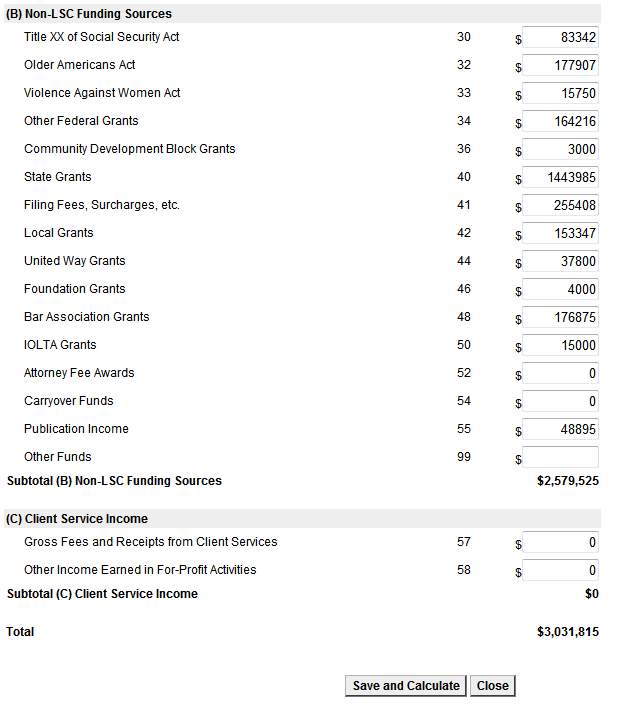 (B) Non-LSC Funding Sources
Title XX of Social Security Act 30 $ 83342
Older Americans Act 32 $ 177907
Violence Against Women Act 33 $ 15750
Other Federal Grants 34 $ 164216
Community Development Block Grants 36 $ 3000
State Grants 40 $ 1443985
Filing Fees, Surcharges, etc. 41 $ 255408
Local Grants 42 $ 153347
United Way Grants 44 $ 37800
Foundation Grants 46 $ 4000
Bar Association Grants 48 $ 176875
IOLTA Grants 50 $ 15000
Attorney Fee Awards 52 $ 0
Carryover Funds 54 $ 0
Publication Income 55 $ 48895
Other Funds 99 $
Subtotal (B) Non-LSC Funding Sources $2,579,525
(C) Client Service Income
Gross Fees and Receipts from Client Services 57 $ 0
Other Income Earned in For-Profit Activities 58 $ 0
Subtotal (C) Client Service Income $0
Total $3,031,815
Save and Calculate Close